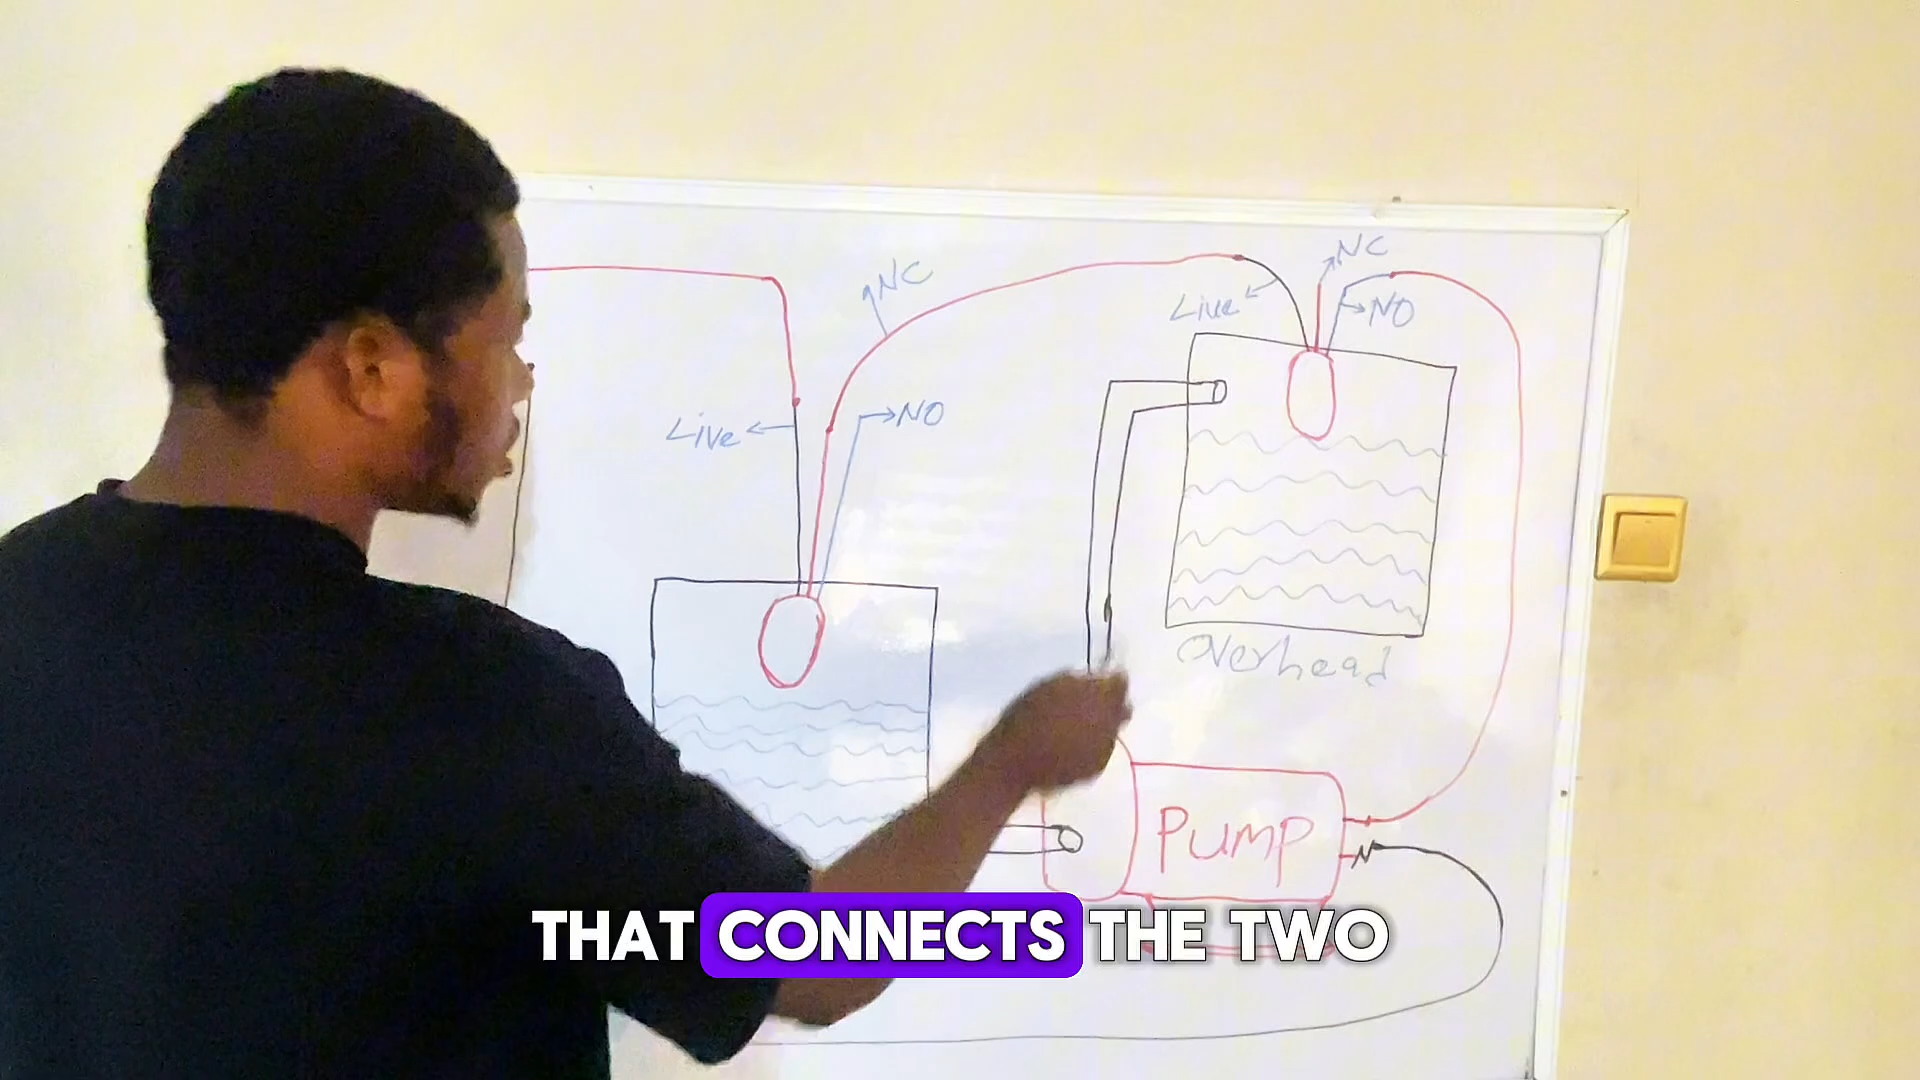 NC
NC
Live
NO
Live
NO
Overhead
Pump
N
THAT CONNECTS THE TWO